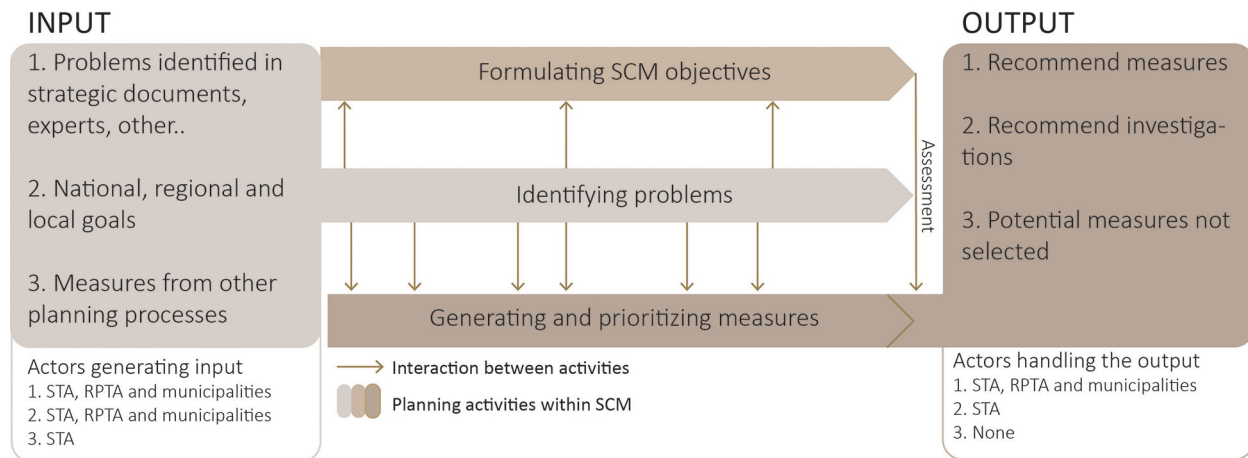 INPUT
1. Problems identified in
strategic documents,
experts, other..
2. National, regional and
local goals
3. Measures from other
planning processes
Actors generating input
1. STA, RPTA and municipalities
2. STA, RPTA and municipalities
3. STA
Formulating SCM objectives
Identifying problems
Generating and prioritizing measures
Assessment
Interaction between activities
Planning activities within SCM
OUTPUT
1. Recommend measures
2. Recommend investiga-
tions
3. Potential measures not
selected
Actors handling the output
1. STA, RPTA and municipalities
2. STA
3. None